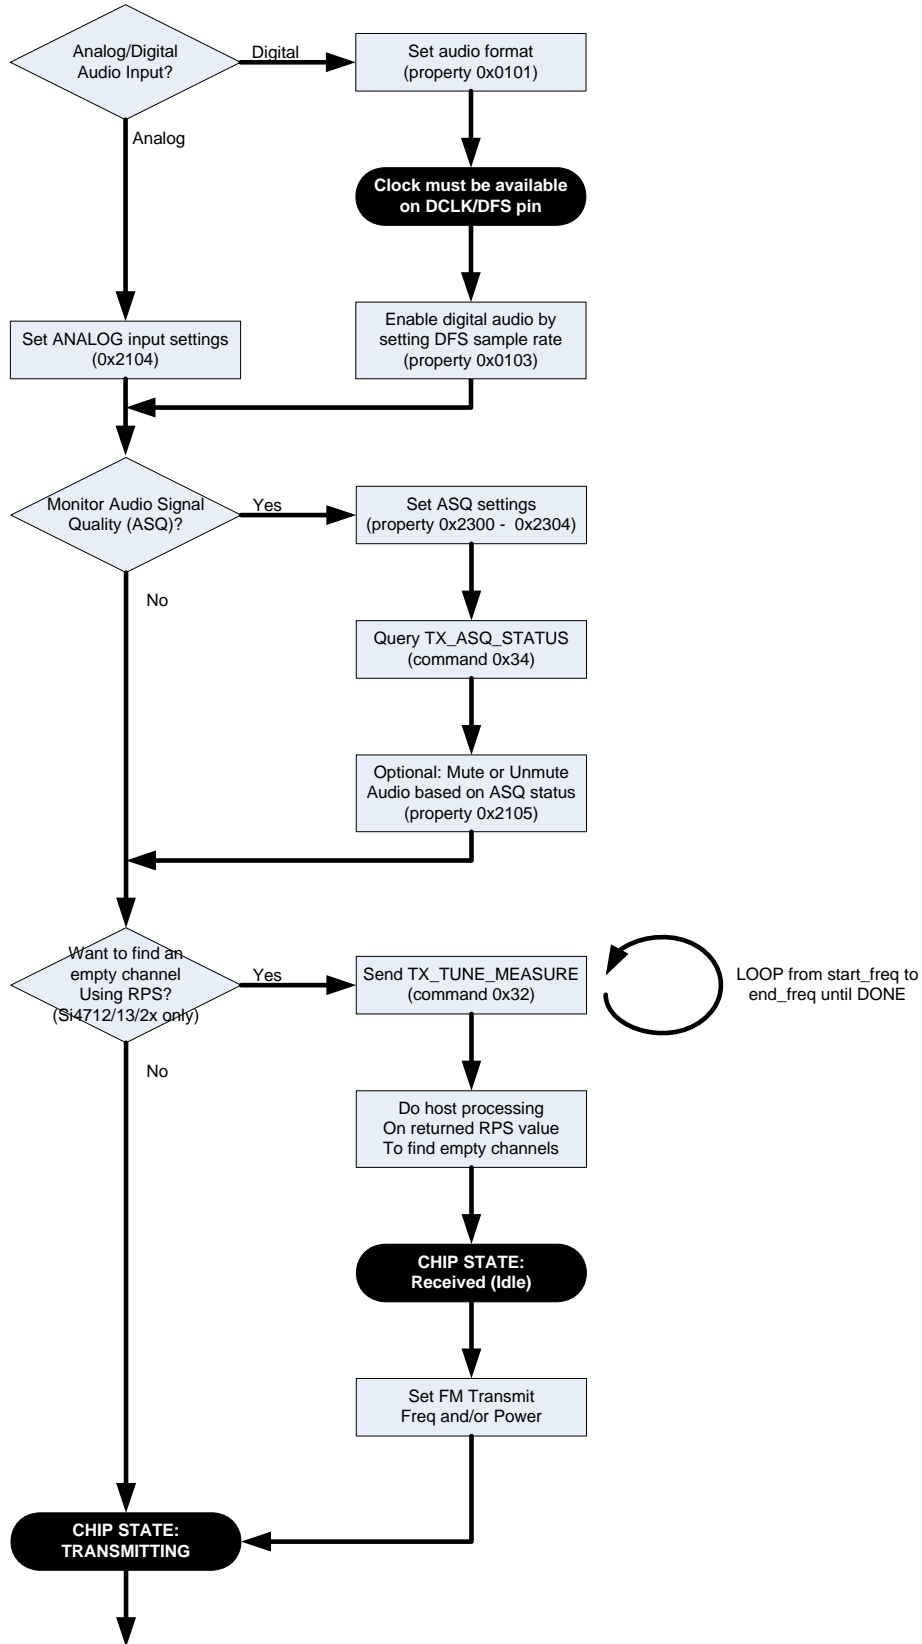 Analog/Digital
Audio Input?
Digital
Set audio format
(property 0x0101)
Analog
Clock must be available
on DCLK/DFS pin
Set ANALOG input settings
(0x2104)
Enable digital audio by
setting DFS sample rate
(property 0x0103)
Monitor Audio Signal
Quality (ASQ)?
Yes
Set ASQ settings
(property 0x2300 - 0x2304)
No
Query TX_ASQ_STATUS
(command 0x34)
Optional: Mute or Unmute
Audio based on ASQ status
(property 0x2105)
Want to find an
empty channel
Using RPS?
(Si4712/13/2x only)
Yes
Send TX_TUNE_MEASURE
(command 0x32)
LOOP from start_freq to
end_freq until DONE
No
Do host processing
On returned RPS value
To find empty channels
CHIP STATE:
Received (Idle)
Set FM Transmit
Freq and/or Power
CHIP STATE:
TRANSMITTING